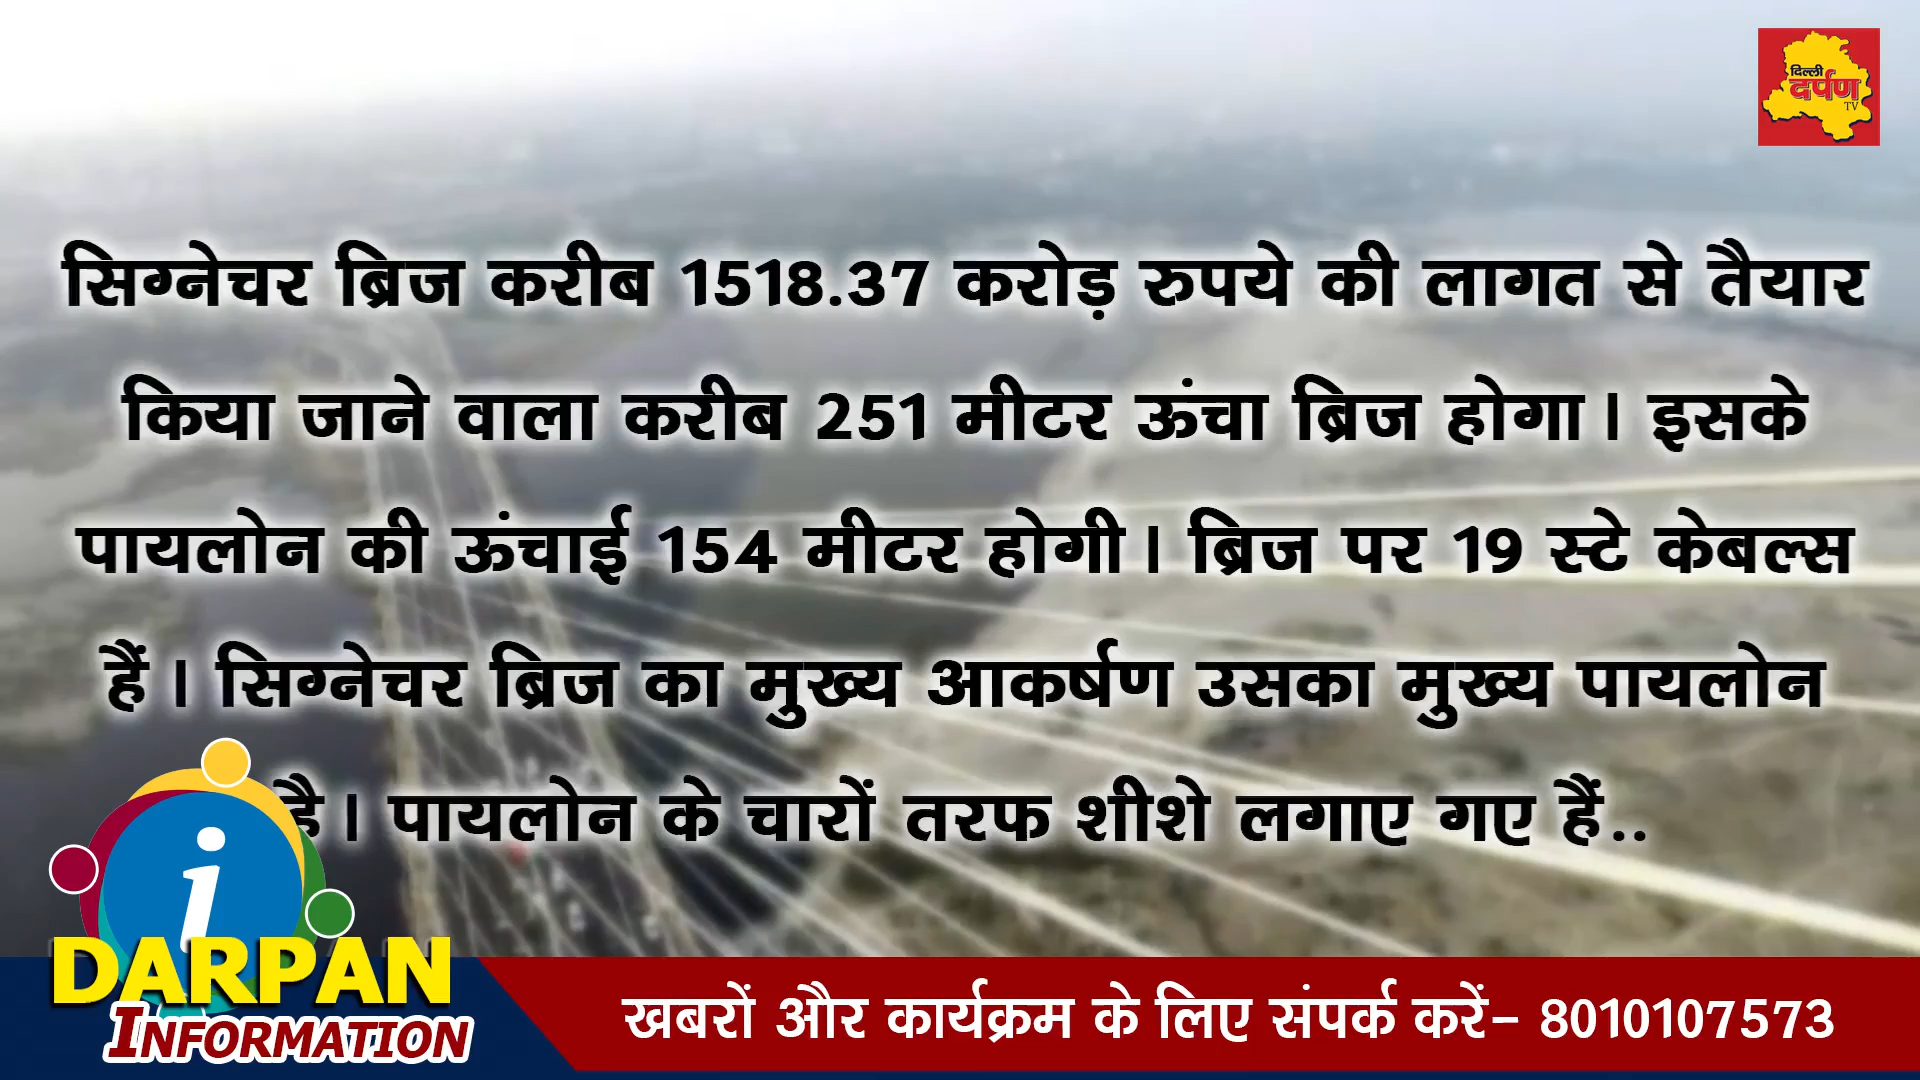 दिल्ली
दर्पण
TV
सिग्नेचर ब्रिज करीब 1518.37 करोड़ रुपये की लागत से तैयार
किया जाने वाला करीब 251 मीटर ऊंचा ब्रिज होगा। इसके
पायलोन की ऊंचाई 154 मीटर होगी। ब्रिज पर 19 स्टे केबल्स
हैं। सिग्नेचर ब्रिज का मुख्य आकर्षण उसका मुख्य पायलोन
है। पायलोन के चारों तरफ शीशे लगाए गए हैं..
i
DARPAN
INFORMATION
खबरों और कार्यक्रम के लिए संपर्क करें- 8010107573